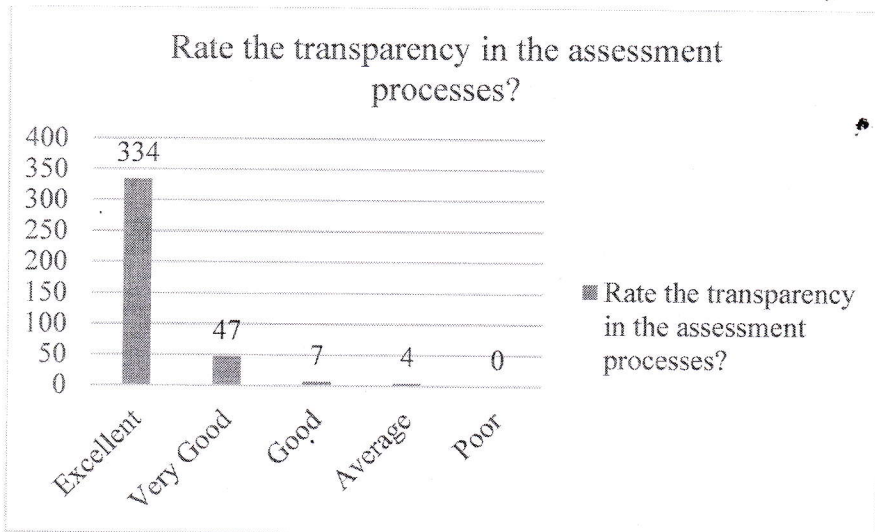 Rate the transparency in the assessment
processes?
400
350
300
250
200
150
100
50
0
334
47
7
4
0
Excellent
Very Good
Good
Average
Poor
Rate the transparency
in the assessment
processes?